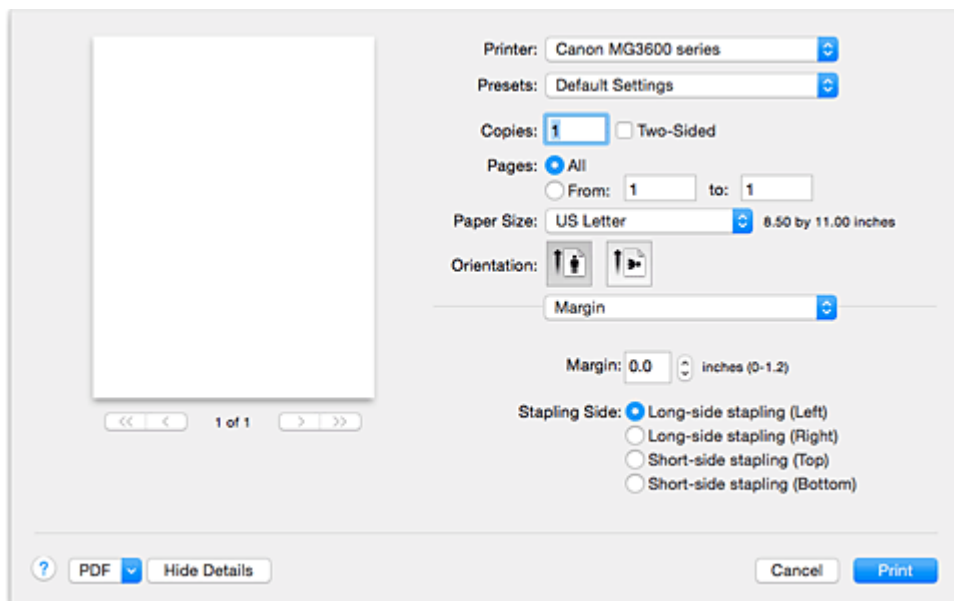 Printer: Canon MG3600 series
Presets: Default Settings
Copies: 1 Two-Sided
Pages: All
From: 1 to: 1
Paper Size: US Letter 8.50 by 11.00 inches
Orientation:
Margin
Margin: 0.0 inches (0-1.2)
Stapling Side: Long-side stapling (Left)
Long-side stapling (Right)
Short-side stapling (Top)
Short-side stapling (Bottom)
<< < 1 of 1 > >>
? PDF Hide Details Cancel Print